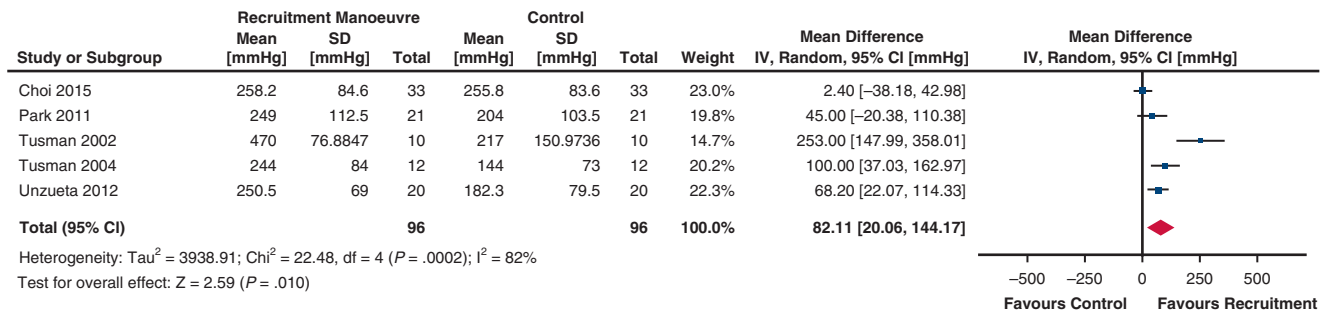 Recruitment Manoeuvre Control
Mean SD Mean SD Mean Difference Mean Difference
Study or Subgroup [mmHg] [mmHg] Total [mmHg] [mmHg] Total Weight IV, Random, 95% CI [mmHg] IV, Random, 95% CI [mmHg]
Choi 2015 258.2 84.6 33 255.8 83.6 33 23.0% 2.40 [–38.18, 42.98]
Park 2011 249 112.5 21 204 103.5 21 19.8% 45.00 [–20.38, 110.38]
Tusman 2002 470 76.8847 10 217 150.9736 10 14.7% 253.00 [147.99, 358.01]
Tusman 2004 244 84 12 144 73 12 20.2% 100.00 [37.03, 162.97]
Unzueta 2012 250.5 69 20 182.3 79.5 20 22.3% 68.20 [22.07, 114.33]
Total (95% CI) 96 96 100.0% 82.11 [20.06, 144.17]
Heterogeneity: Tau² = 3938.91; Chi² = 22.48, df = 4 (P = .0002); I² = 82%
Test for overall effect: Z = 2.59 (P = .010)
–500 –250 0 250 500
Favours Control Favours Recruitment